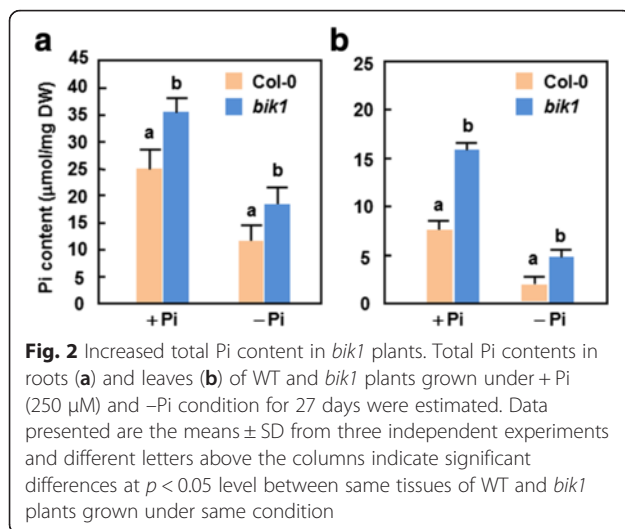 a
b
45
40
35
30
25
20
15
10
5
0
Pi content (μmol/mg DW)
Col-0
bik1
a
b
a
b
+Pi
−Pi
25
20
15
10
5
0
Col-0
bik1
a
b
a
b
+Pi
−Pi
Fig. 2 Increased total Pi content in bik1 plants. Total Pi contents in
roots (a) and leaves (b) of WT and bik1 plants grown under + Pi
(250 μM) and –Pi condition for 27 days were estimated. Data
presented are the means ± SD from three independent experiments
and different letters above the columns indicate significant
differences at p < 0.05 level between same tissues of WT and bik1
plants grown under same condition